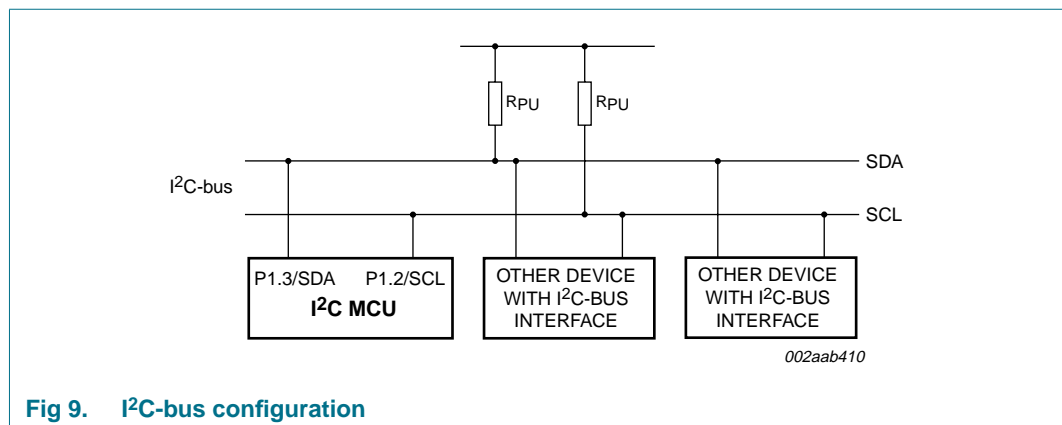 RPU RPU
SDA
I2C-bus
SCL
P1.3/SDA P1.2/SCL
I2C MCU
OTHER DEVICE
WITH I2C-BUS
INTERFACE
OTHER DEVICE
WITH I2C-BUS
INTERFACE
002aab410
Fig 9. I2C-bus configuration